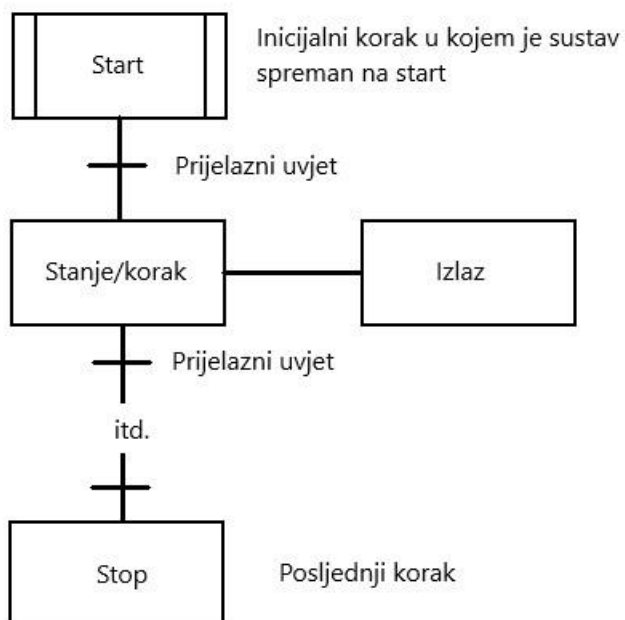 Start
Inicijalni korak u kojem je sustav
spreman na start
Prijelazni uvjet
Stanje/korak
Izlaz
Prijelazni uvjet
itd.
Stop
Posljednji korak